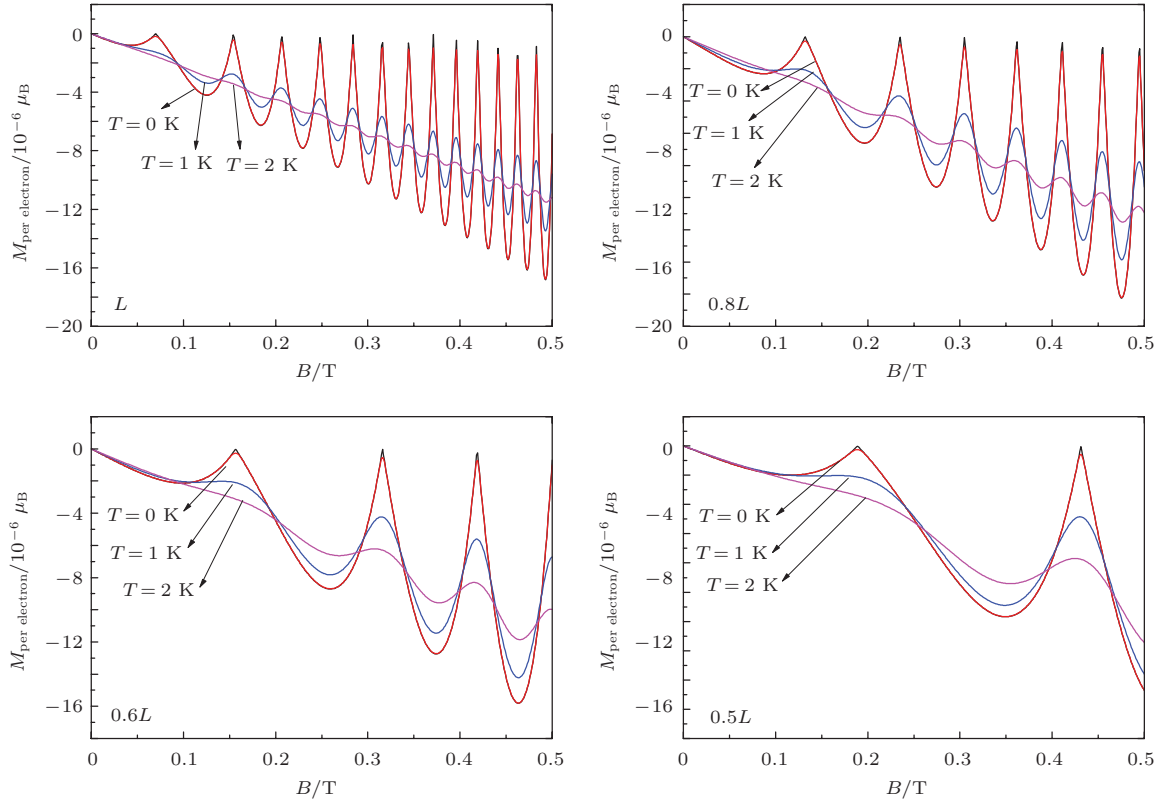 0
−4
−8
−12
−16
−20
M_per electron/10⁻⁶ μ_B
T = 0 K
T = 1 K
T = 2 K
L
0 0.1 0.2 0.3 0.4 0.5
B/T
0
−4
−8
−12
−16
−20
M_per electron/10⁻⁶ μ_B
T = 0 K
T = 1 K
T = 2 K
0.8L
0 0.1 0.2 0.3 0.4 0.5
B/T
0
−4
−8
−12
−16
M_per electron/10⁻⁶ μ_B
T = 0 K
T = 1 K
T = 2 K
0.6L
0 0.1 0.2 0.3 0.4 0.5
B/T
0
−4
−8
−12
−16
M_per electron/10⁻⁶ μ_B
T = 0 K
T = 1 K
T = 2 K
0.5L
0 0.1 0.2 0.3 0.4 0.5
B/T